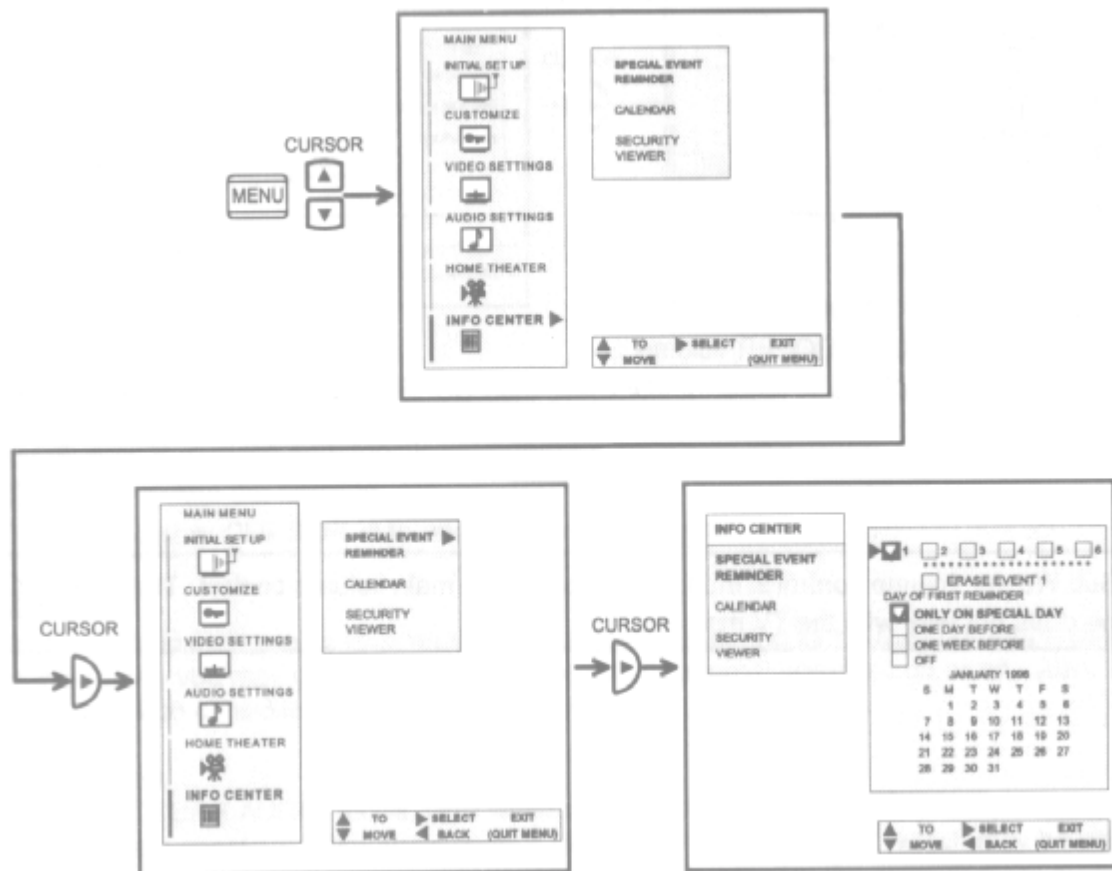 MAIN MENU
INITIAL SET UP
CUSTOMIZE
VIDEO SETTINGS
AUDIO SETTINGS
HOME THEATER
INFO CENTER ▶
SPECIAL EVENT
REMINDER
CALENDAR
SECURITY
VIEWER
▲ TO ▶ SELECT EXIT
▼ MOVE (QUIT MENU)
CURSOR
MENU
CURSOR
MAIN MENU
INITIAL SET UP
CUSTOMIZE
VIDEO SETTINGS
AUDIO SETTINGS
HOME THEATER
INFO CENTER
SPECIAL EVENT ▶
REMINDER
CALENDAR
SECURITY
VIEWER
▲ TO ▶ SELECT EXIT
▼ MOVE ◀ BACK (QUIT MENU)
CURSOR
INFO CENTER
SPECIAL EVENT
REMINDER
CALENDAR
SECURITY
VIEWER
1 2 3 4 5 6
ERASE EVENT 1
DAY OF FIRST REMINDER
ONLY ON SPECIAL DAY
ONE DAY BEFORE
ONE WEEK BEFORE
OFF
JANUARY 1996
S M T W T F S
1 2 3 4 5 6
7 8 9 10 11 12 13
14 15 16 17 18 19 20
21 22 23 24 25 26 27
28 29 30 31
▲ TO ▶ SELECT EXIT
▼ MOVE ◀ BACK (QUIT MENU)